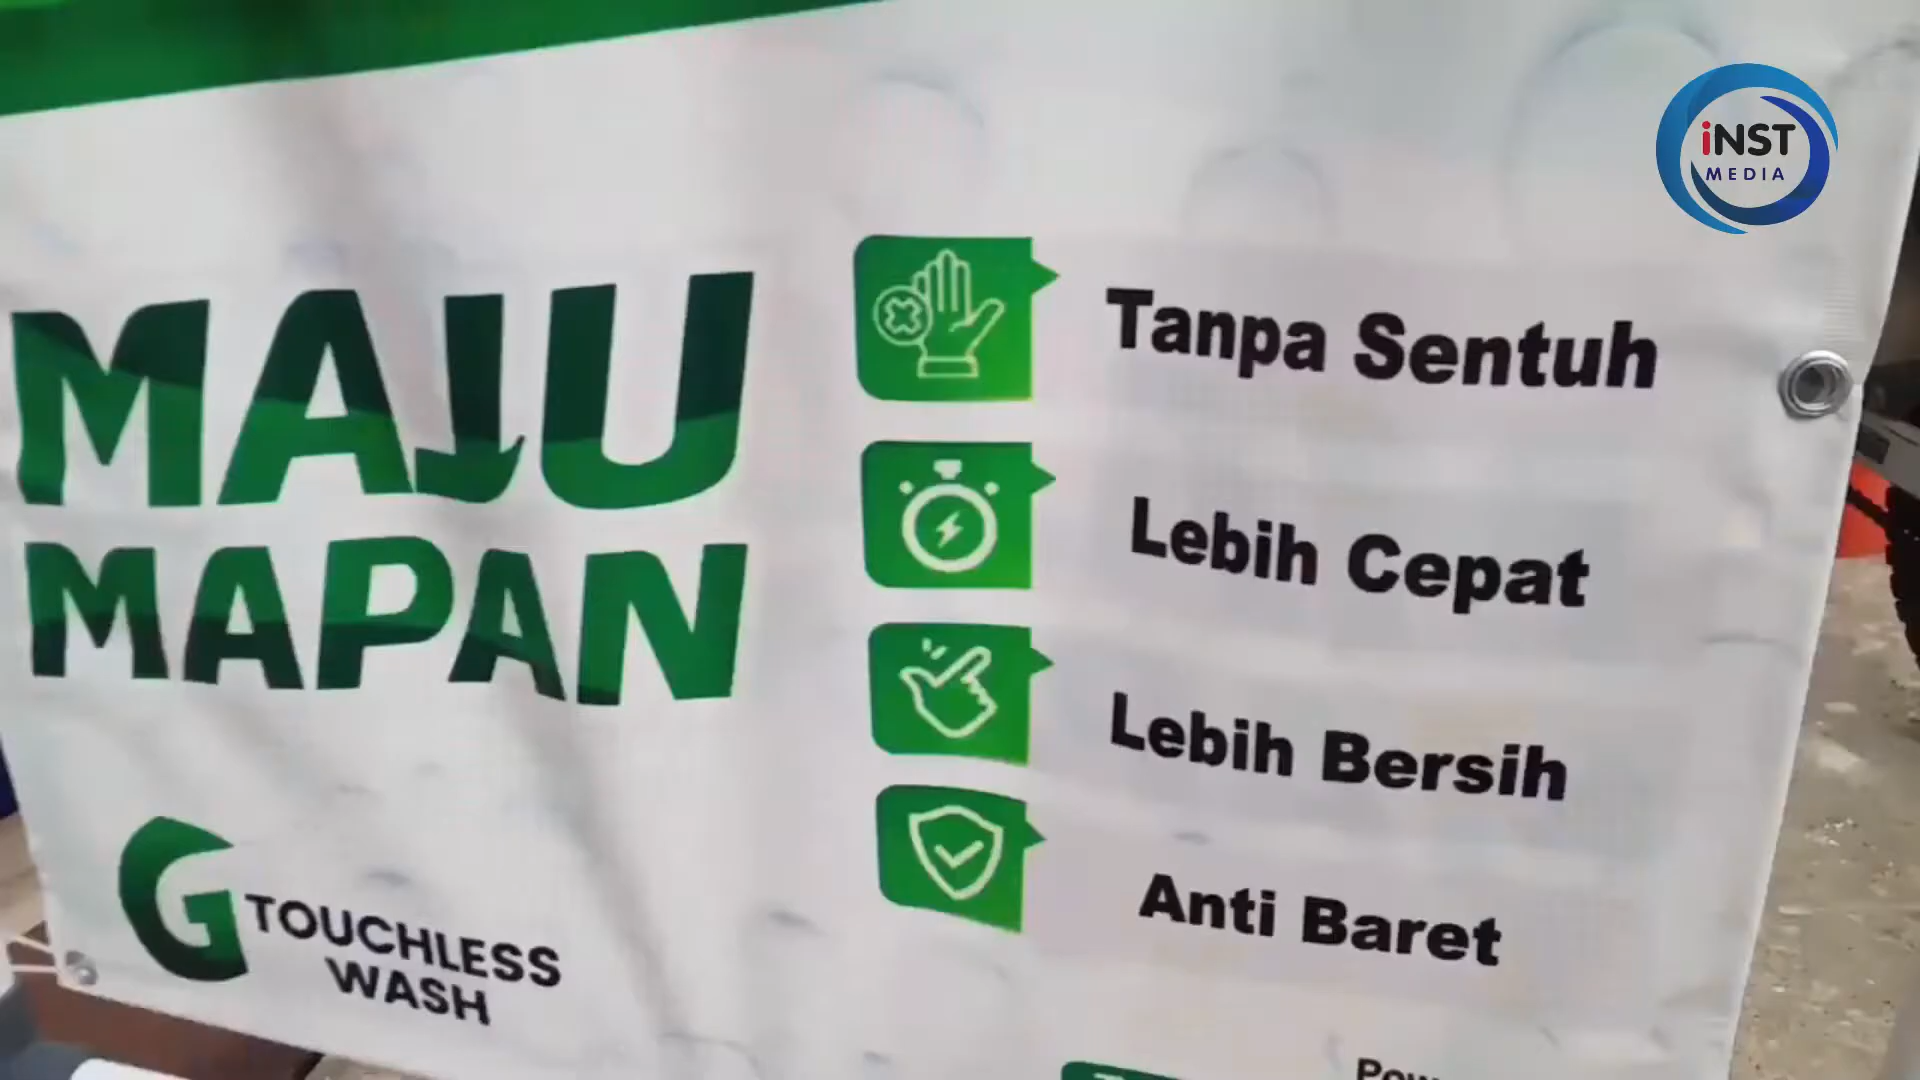 iNST
MEDIA
MAJU
MAPAN
G TOUCHLESS
WASH
Tanpa Sentuh
Lebih Cepat
Lebih Bersih
Anti Baret